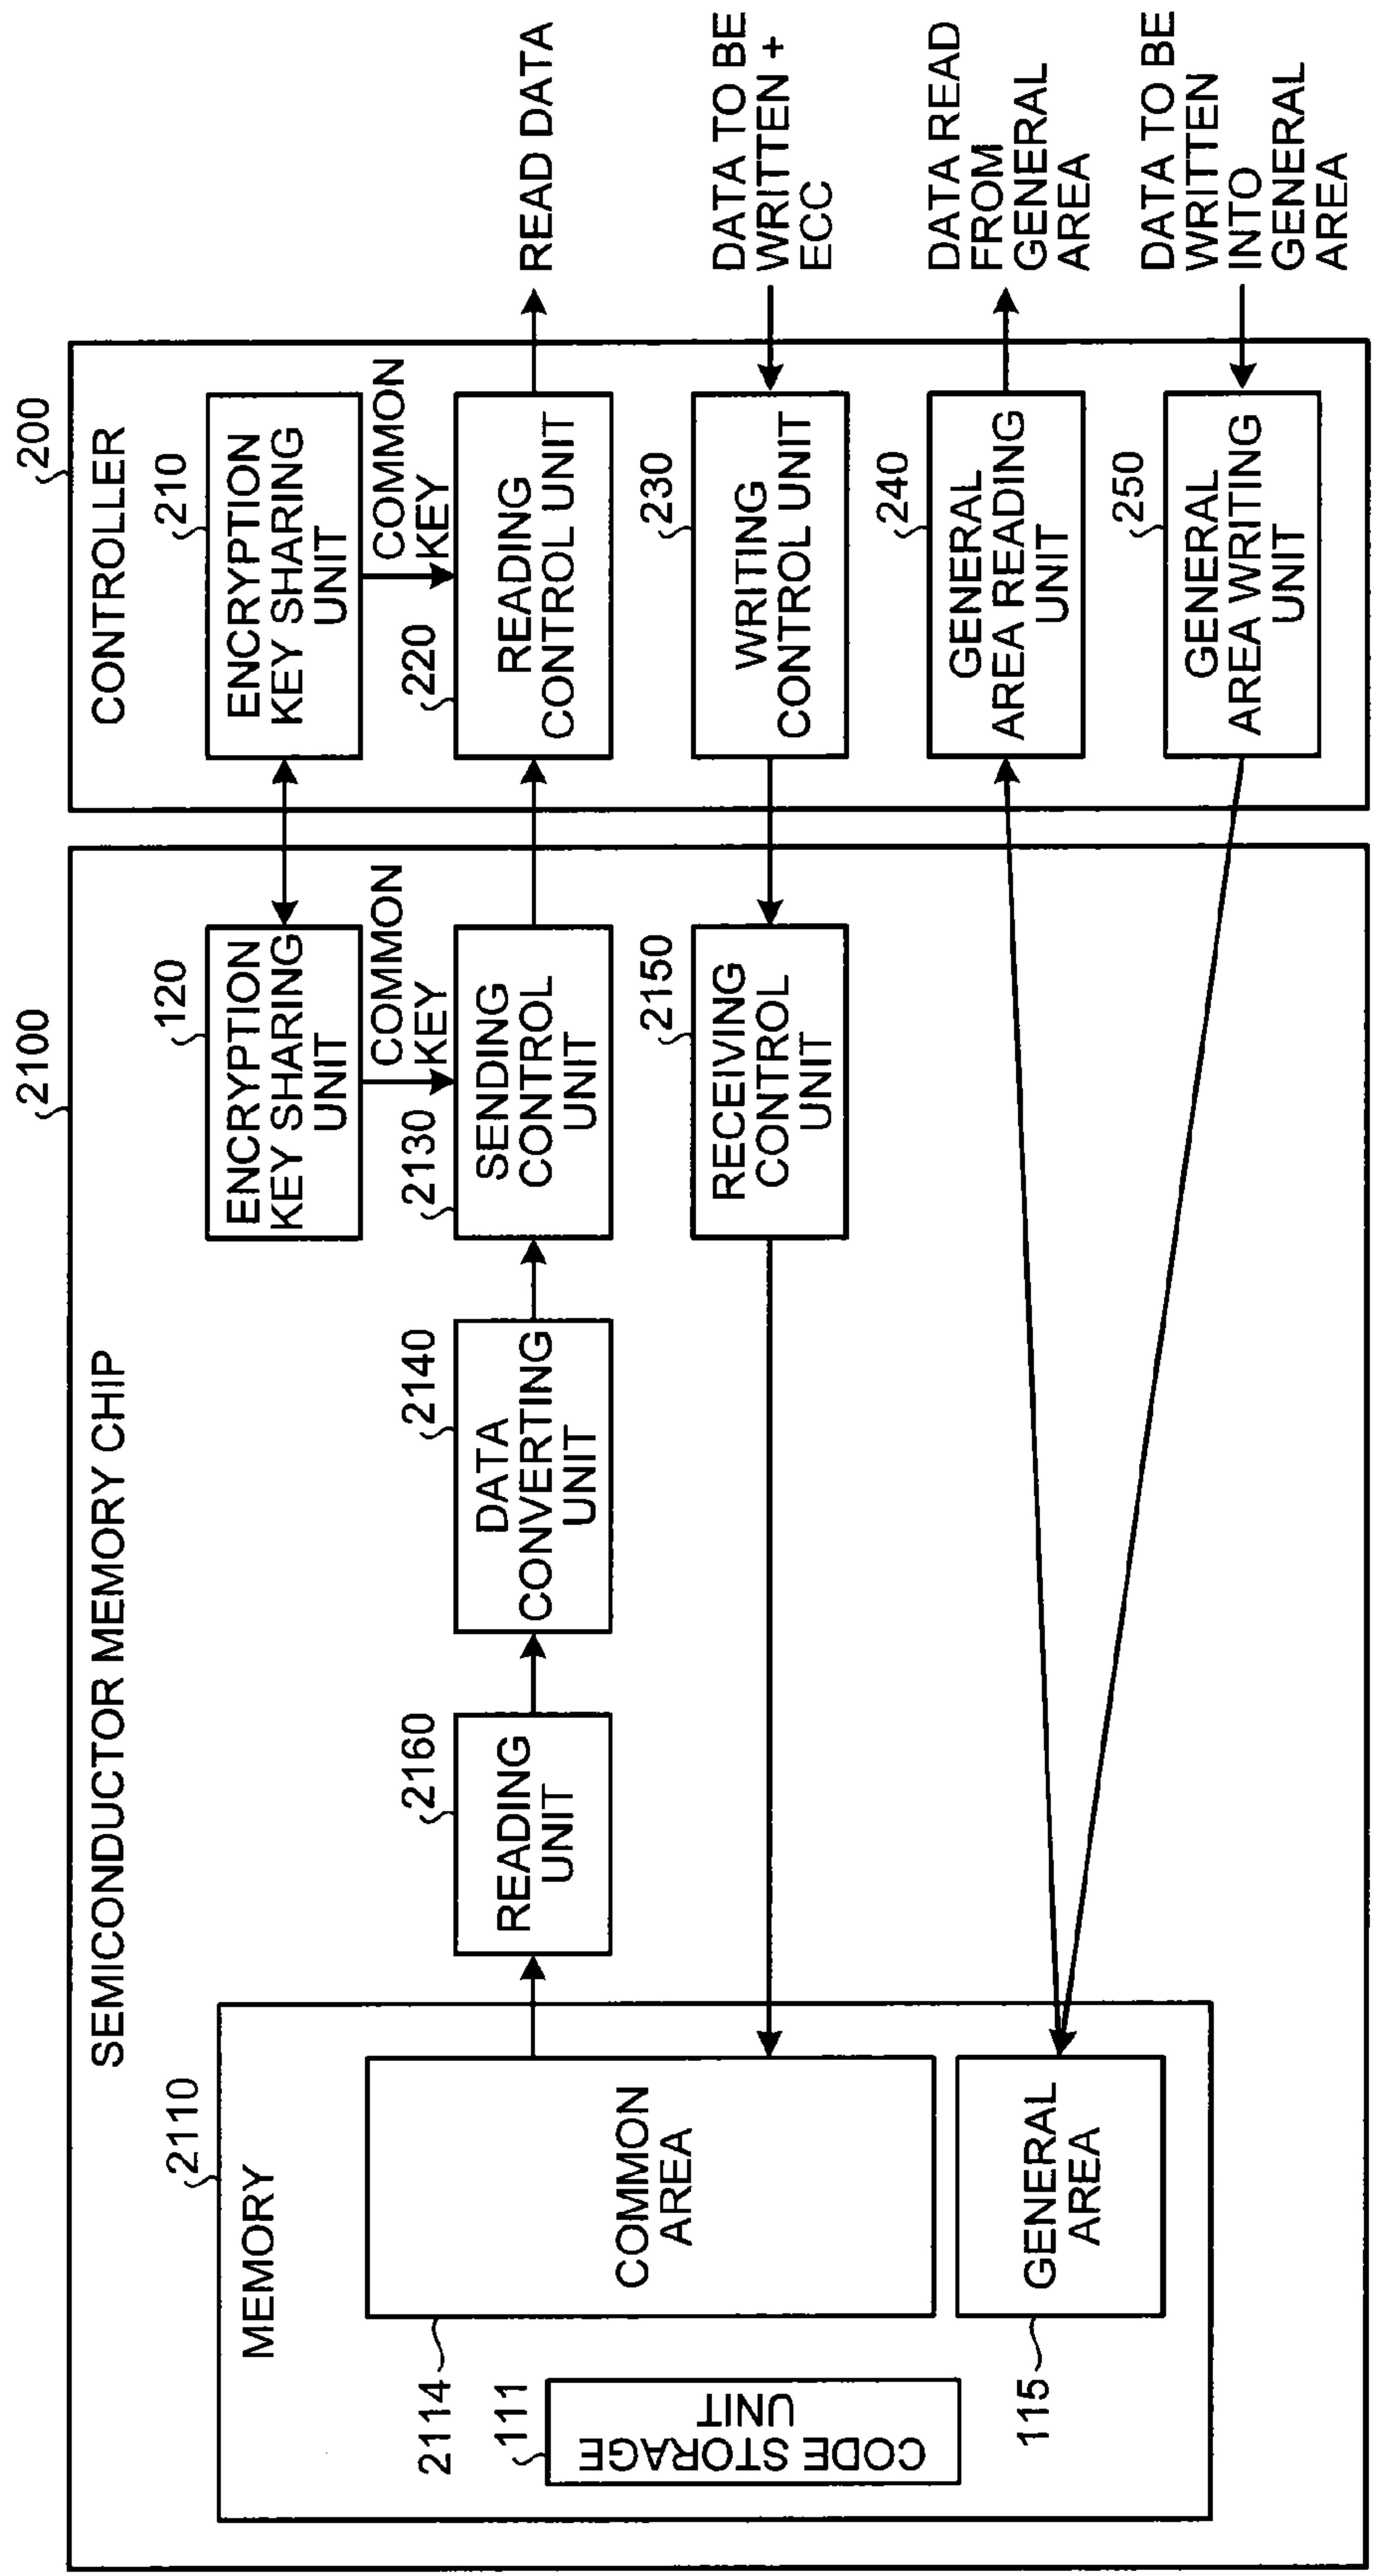 2100
SEMICONDUCTOR MEMORY CHIP
2110
MEMORY
2114
COMMON
AREA
111
CODE STORAGE
UNIT
115
GENERAL
AREA
2160
READING
UNIT
2140
DATA
CONVERTING
UNIT
120
ENCRYPTION
KEY SHARING
UNIT
COMMON
KEY
2130
SENDING
CONTROL
UNIT
2150
RECEIVING
CONTROL
UNIT
200
CONTROLLER
210
ENCRYPTION
KEY SHARING
UNIT
COMMON
KEY
220
READING
CONTROL UNIT
230
WRITING
CONTROL UNIT
240
GENERAL
AREA READING
UNIT
250
GENERAL
AREA WRITING
UNIT
READ DATA
DATA TO BE
WRITTEN +
ECC
DATA READ
FROM
GENERAL
AREA
DATA TO BE
WRITTEN
INTO
GENERAL
AREA